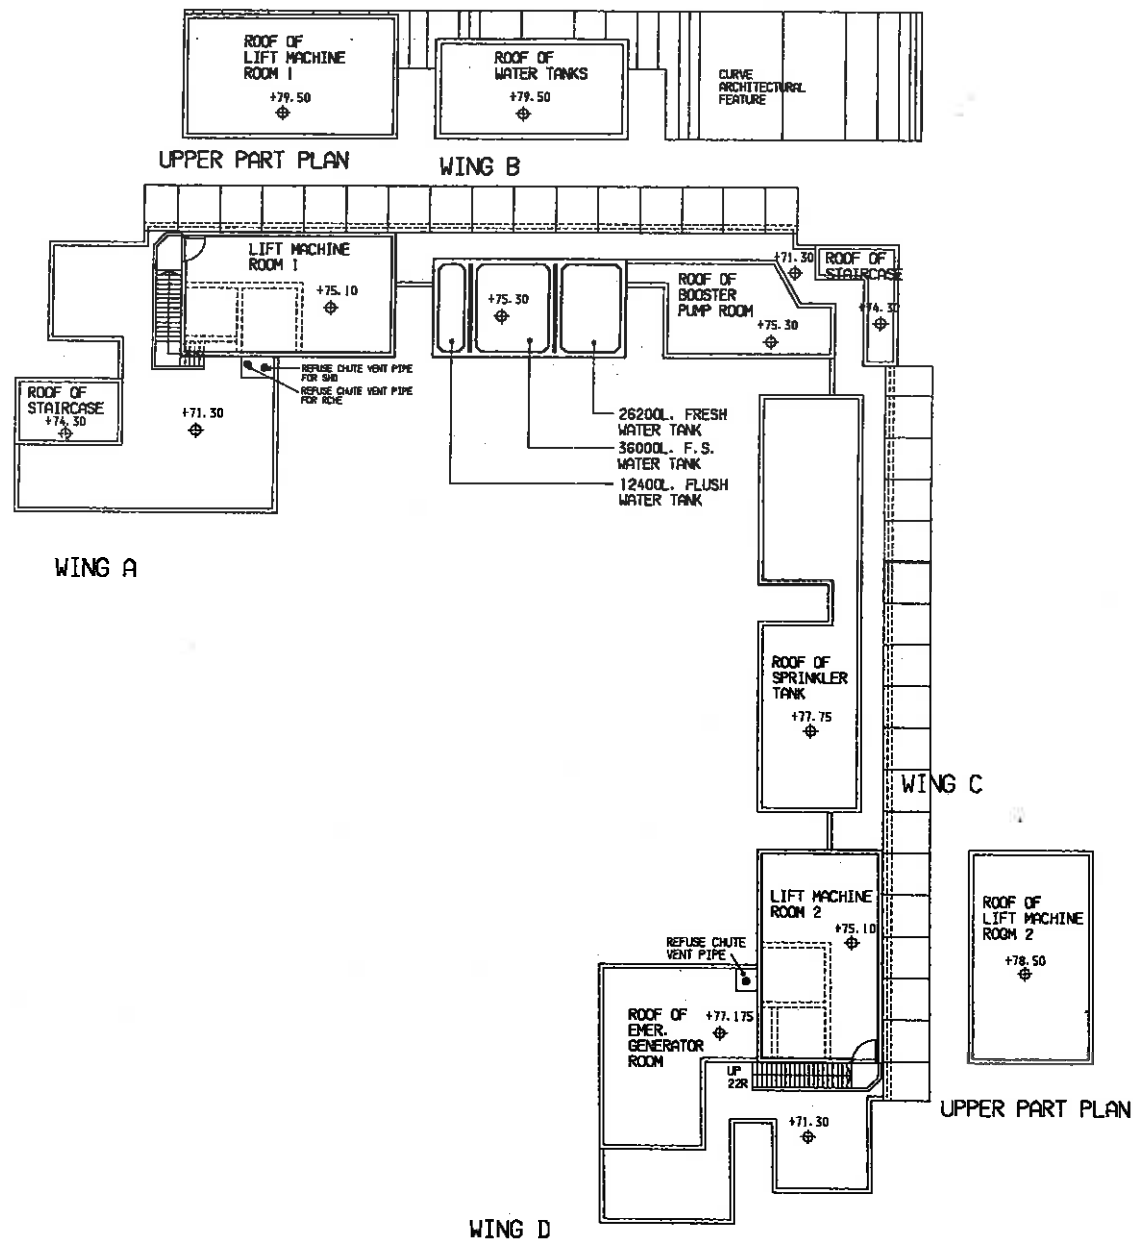 ROOF OF
LIFT MACHINE
ROOM 1
+79.50
ROOF OF
WATER TANKS
+79.50
CURVE
ARCHITECTURAL
FEATURE
UPPER PART PLAN
WING B
LIFT MACHINE
ROOM 1
+75.10
+75.30
ROOF OF
BOOSTER
PUMP ROOM
+75.30
+71.30
ROOF OF
STAIRCASE
+74.30
REFUSE CHUTE VENT PIPE
FOR SHD
REFUSE CHUTE VENT PIPE
FOR RCHE
ROOF OF
STAIRCASE
+74.30
+71.30
26200L. FRESH
WATER TANK
36000L. F.S.
WATER TANK
12400L. FLUSH
WATER TANK
WING A
ROOF OF
SPRINKLER
TANK
+77.75
WING C
LIFT MACHINE
ROOM 2
+75.10
ROOF OF
LIFT MACHINE
ROOM 2
+78.50
REFUSE CHUTE
VENT PIPE
ROOF OF
EMER.
GENERATOR
ROOM
+77.175
UP
22R
+71.30
UPPER PART PLAN
WING D